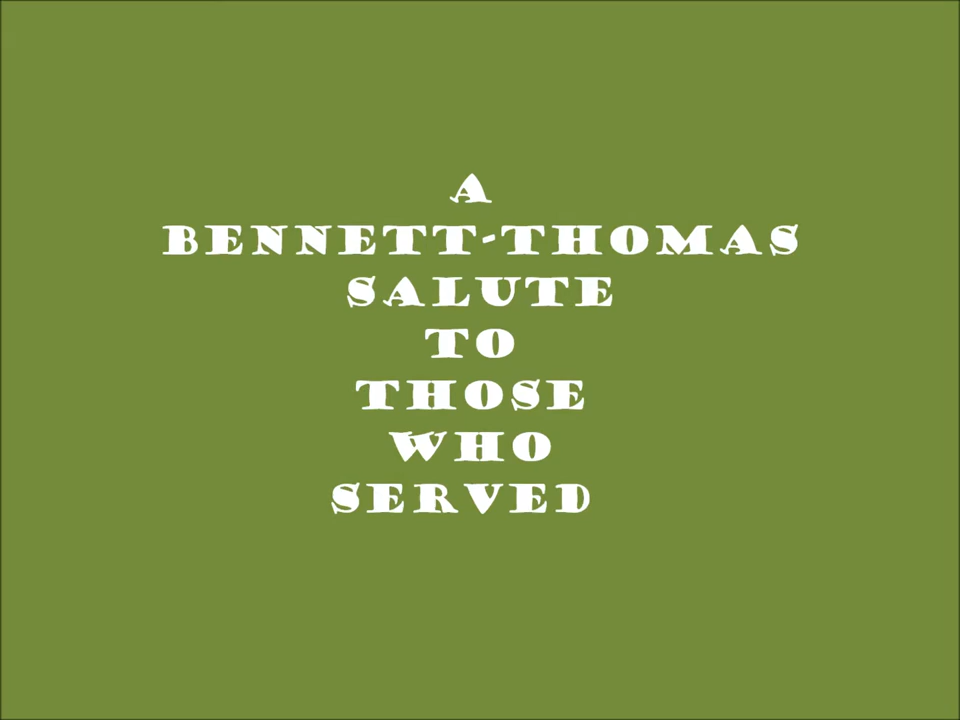 A
BENNETT-THOMAS
SALUTE
TO
THOSE
WHO
SERVED